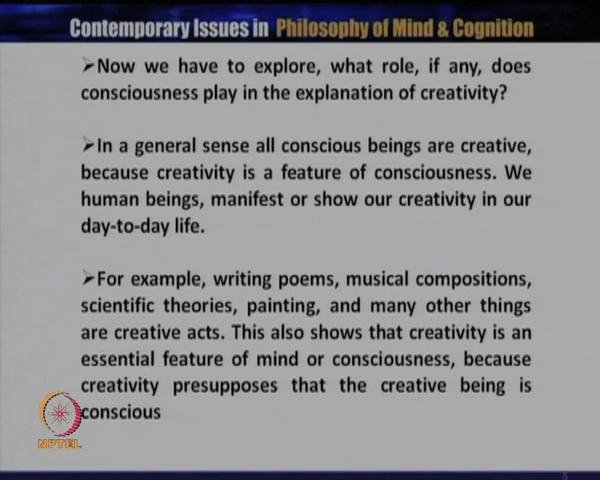 Contemporary Issues in Philosophy of Mind & Cognition
➤Now we have to explore, what role, if any, does
consciousness play in the explanation of creativity?
➤In a general sense all conscious beings are creative,
because creativity is a feature of consciousness. We
human beings, manifest or show our creativity in our
day-to-day life.
➤For example, writing poems, musical compositions,
scientific theories, painting, and many other things
are creative acts. This also shows that creativity is an
essential feature of mind or consciousness, because
creativity presupposes that the creative being is
conscious
NPTEL
5